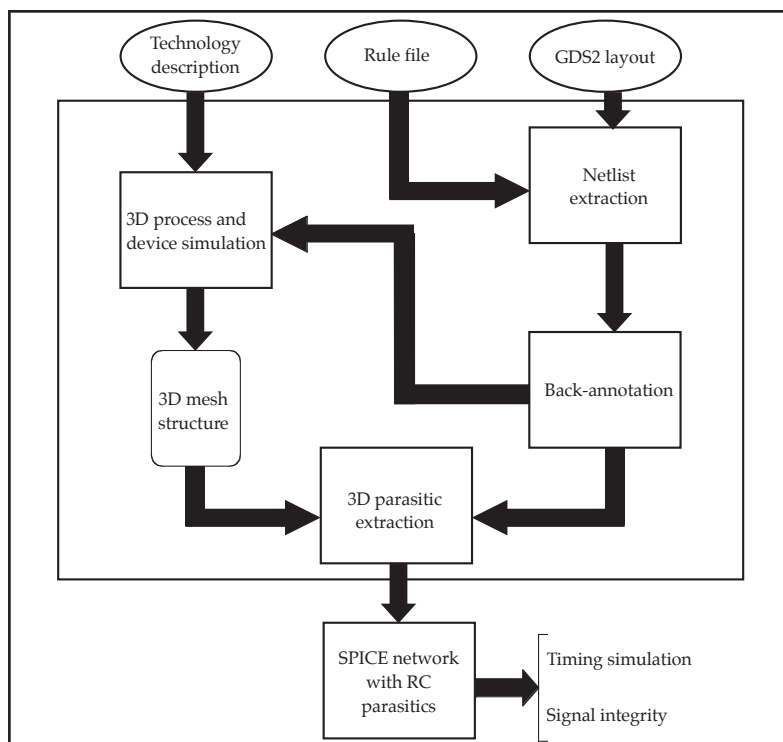 Technology
description
Rule file
GDS2 layout
Netlist
extraction
3D process and
device simulation
3D mesh
structure
Back-annotation
3D parasitic
extraction
SPICE network
with RC
parasitics
Timing simulation
Signal integrity